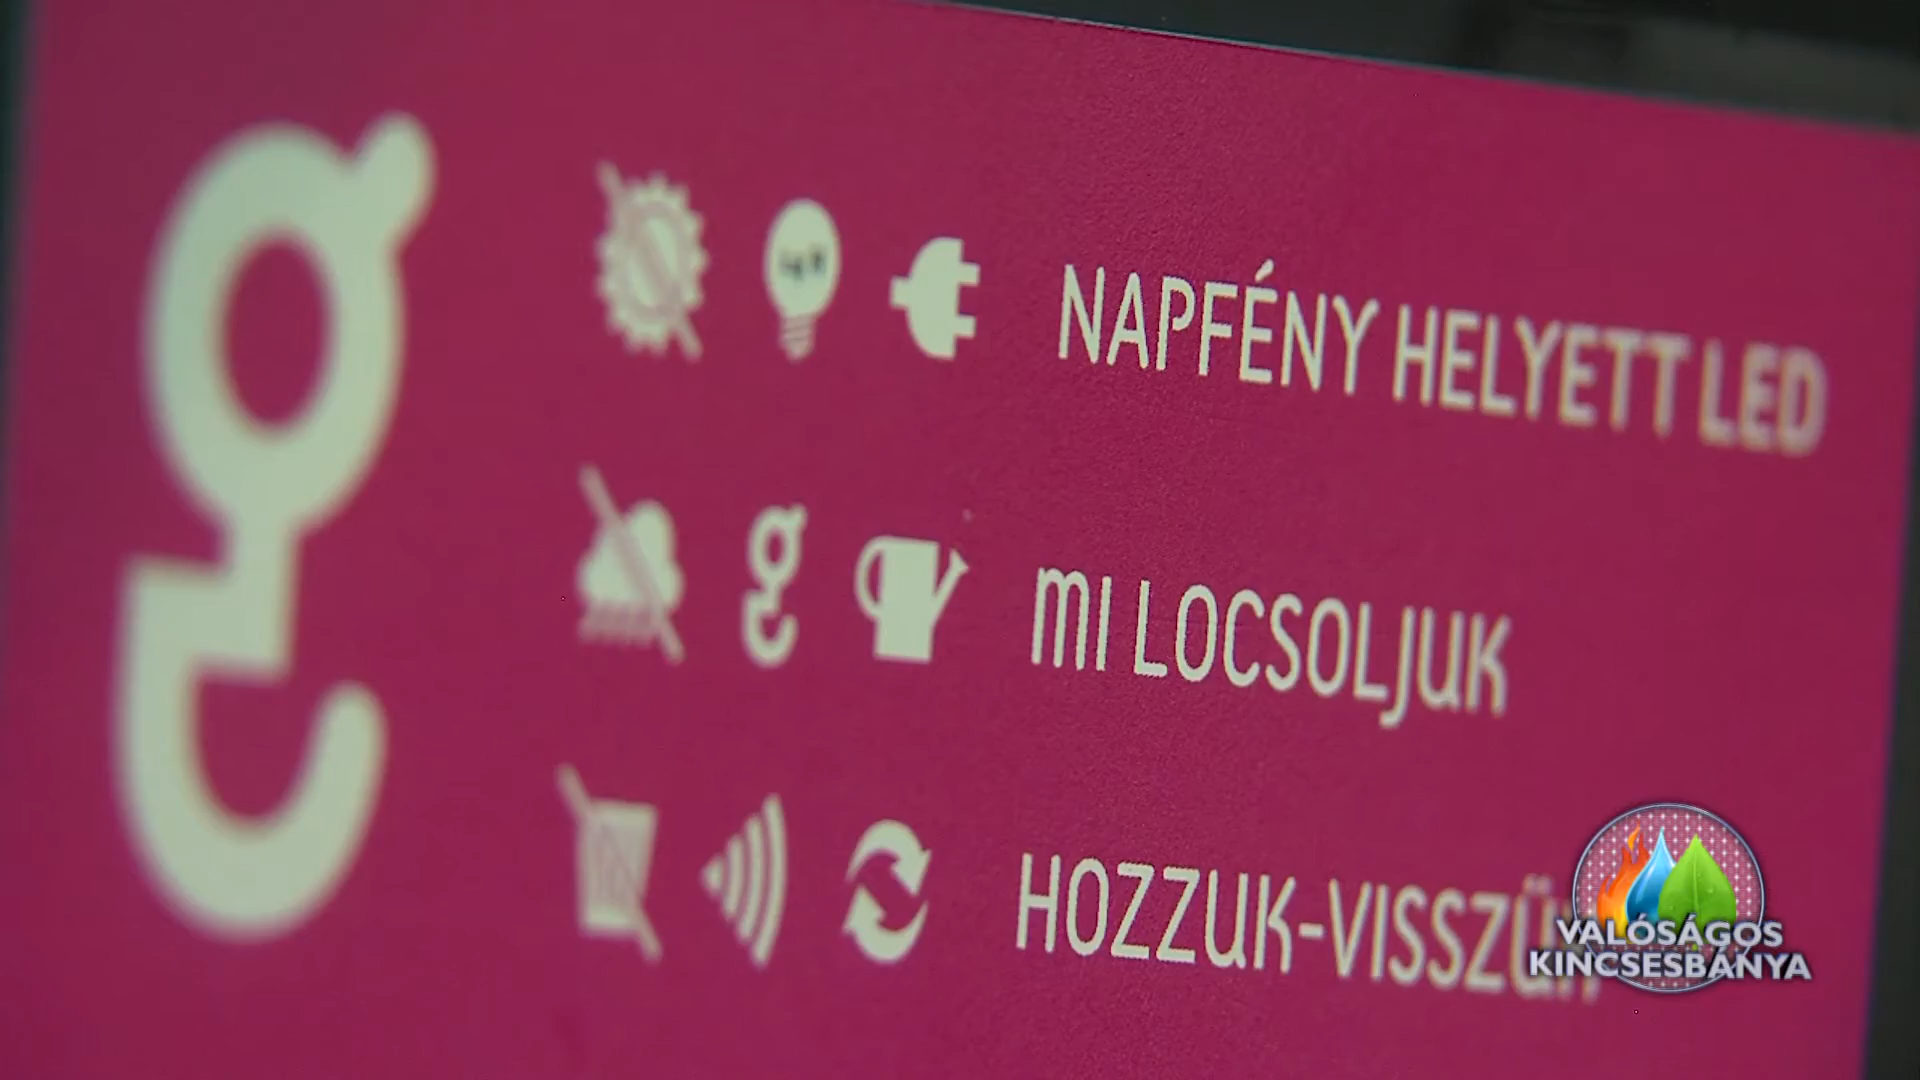 g
NAPFÉNY HELYETT LED
MI LOCSOLJUK
HOZZUK-VISSZÜK
VALÓSÁGOS
KINCSESBÁNYA